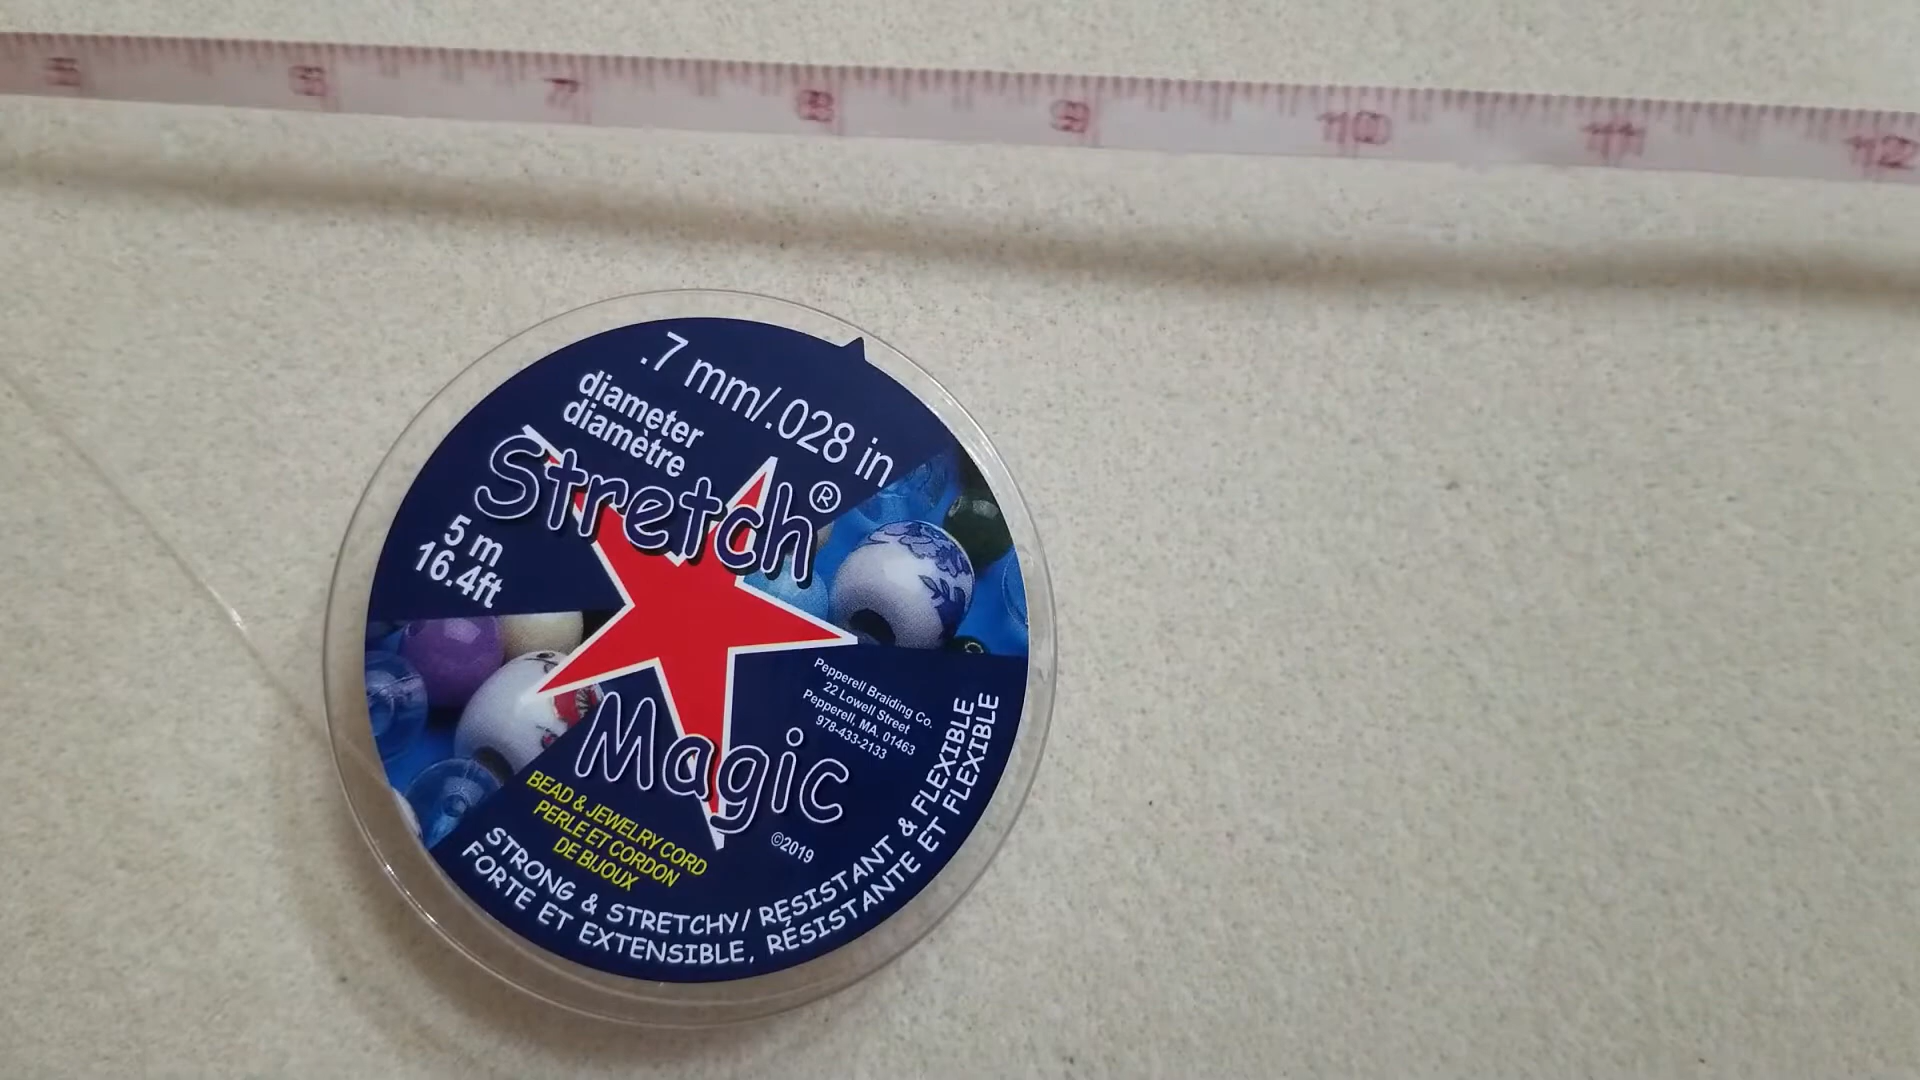 5 6 7 8 9 10 11 12
.7 mm/.028 in
diameter
diamètre
Stretch®
5 m
16.4ft
Magic
Pepperell Braiding Co.
22 Lowell Street
Pepperell, MA. 01463
978-433-2133
©2019
BEAD & JEWELRY CORD
PERLE ET CORDON
DE BIJOUX
STRONG & STRETCHY/ RESISTANT & FLEXIBLE
FORTE ET EXTENSIBLE, RÉSISTANTE ET FLEXIBLE